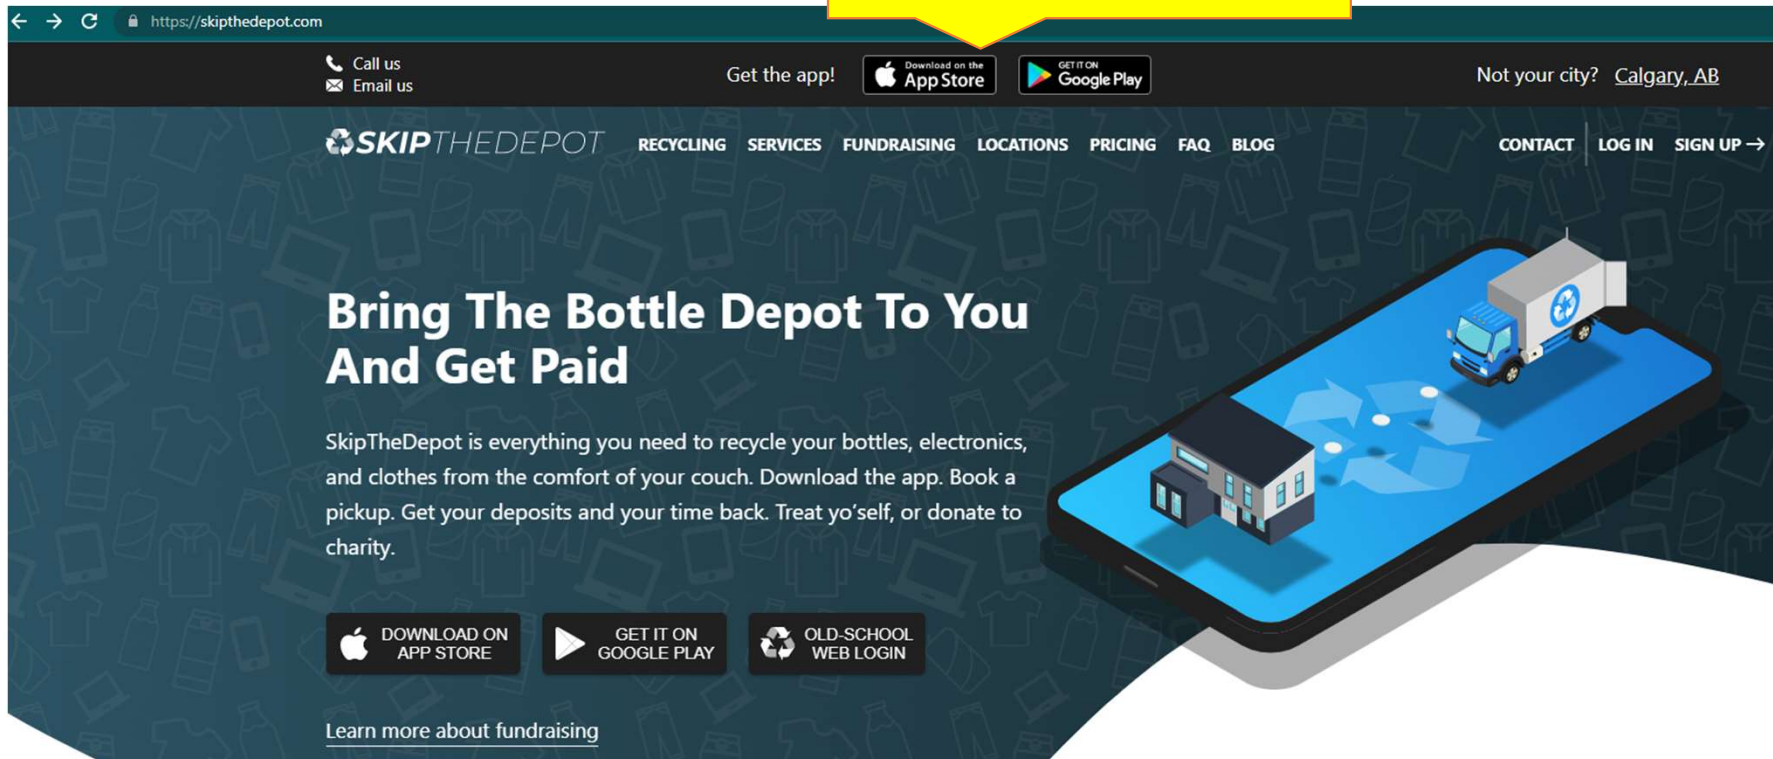 https://skipthedepot.com
Call us
Email us
Get the app!
Download on the
App Store
GET IT ON
Google Play
Not your city? Calgary, AB
SKIPTHEDEPOT
RECYCLING SERVICES FUNDRAISING LOCATIONS PRICING FAQ BLOG
CONTACT LOG IN SIGN UP →
Bring The Bottle Depot To You
And Get Paid
SkipTheDepot is everything you need to recycle your bottles, electronics,
and clothes from the comfort of your couch. Download the app. Book a
pickup. Get your deposits and your time back. Treat yo’self, or donate to
charity.
DOWNLOAD ON
APP STORE
GET IT ON
GOOGLE PLAY
OLD-SCHOOL
WEB LOGIN
Learn more about fundraising